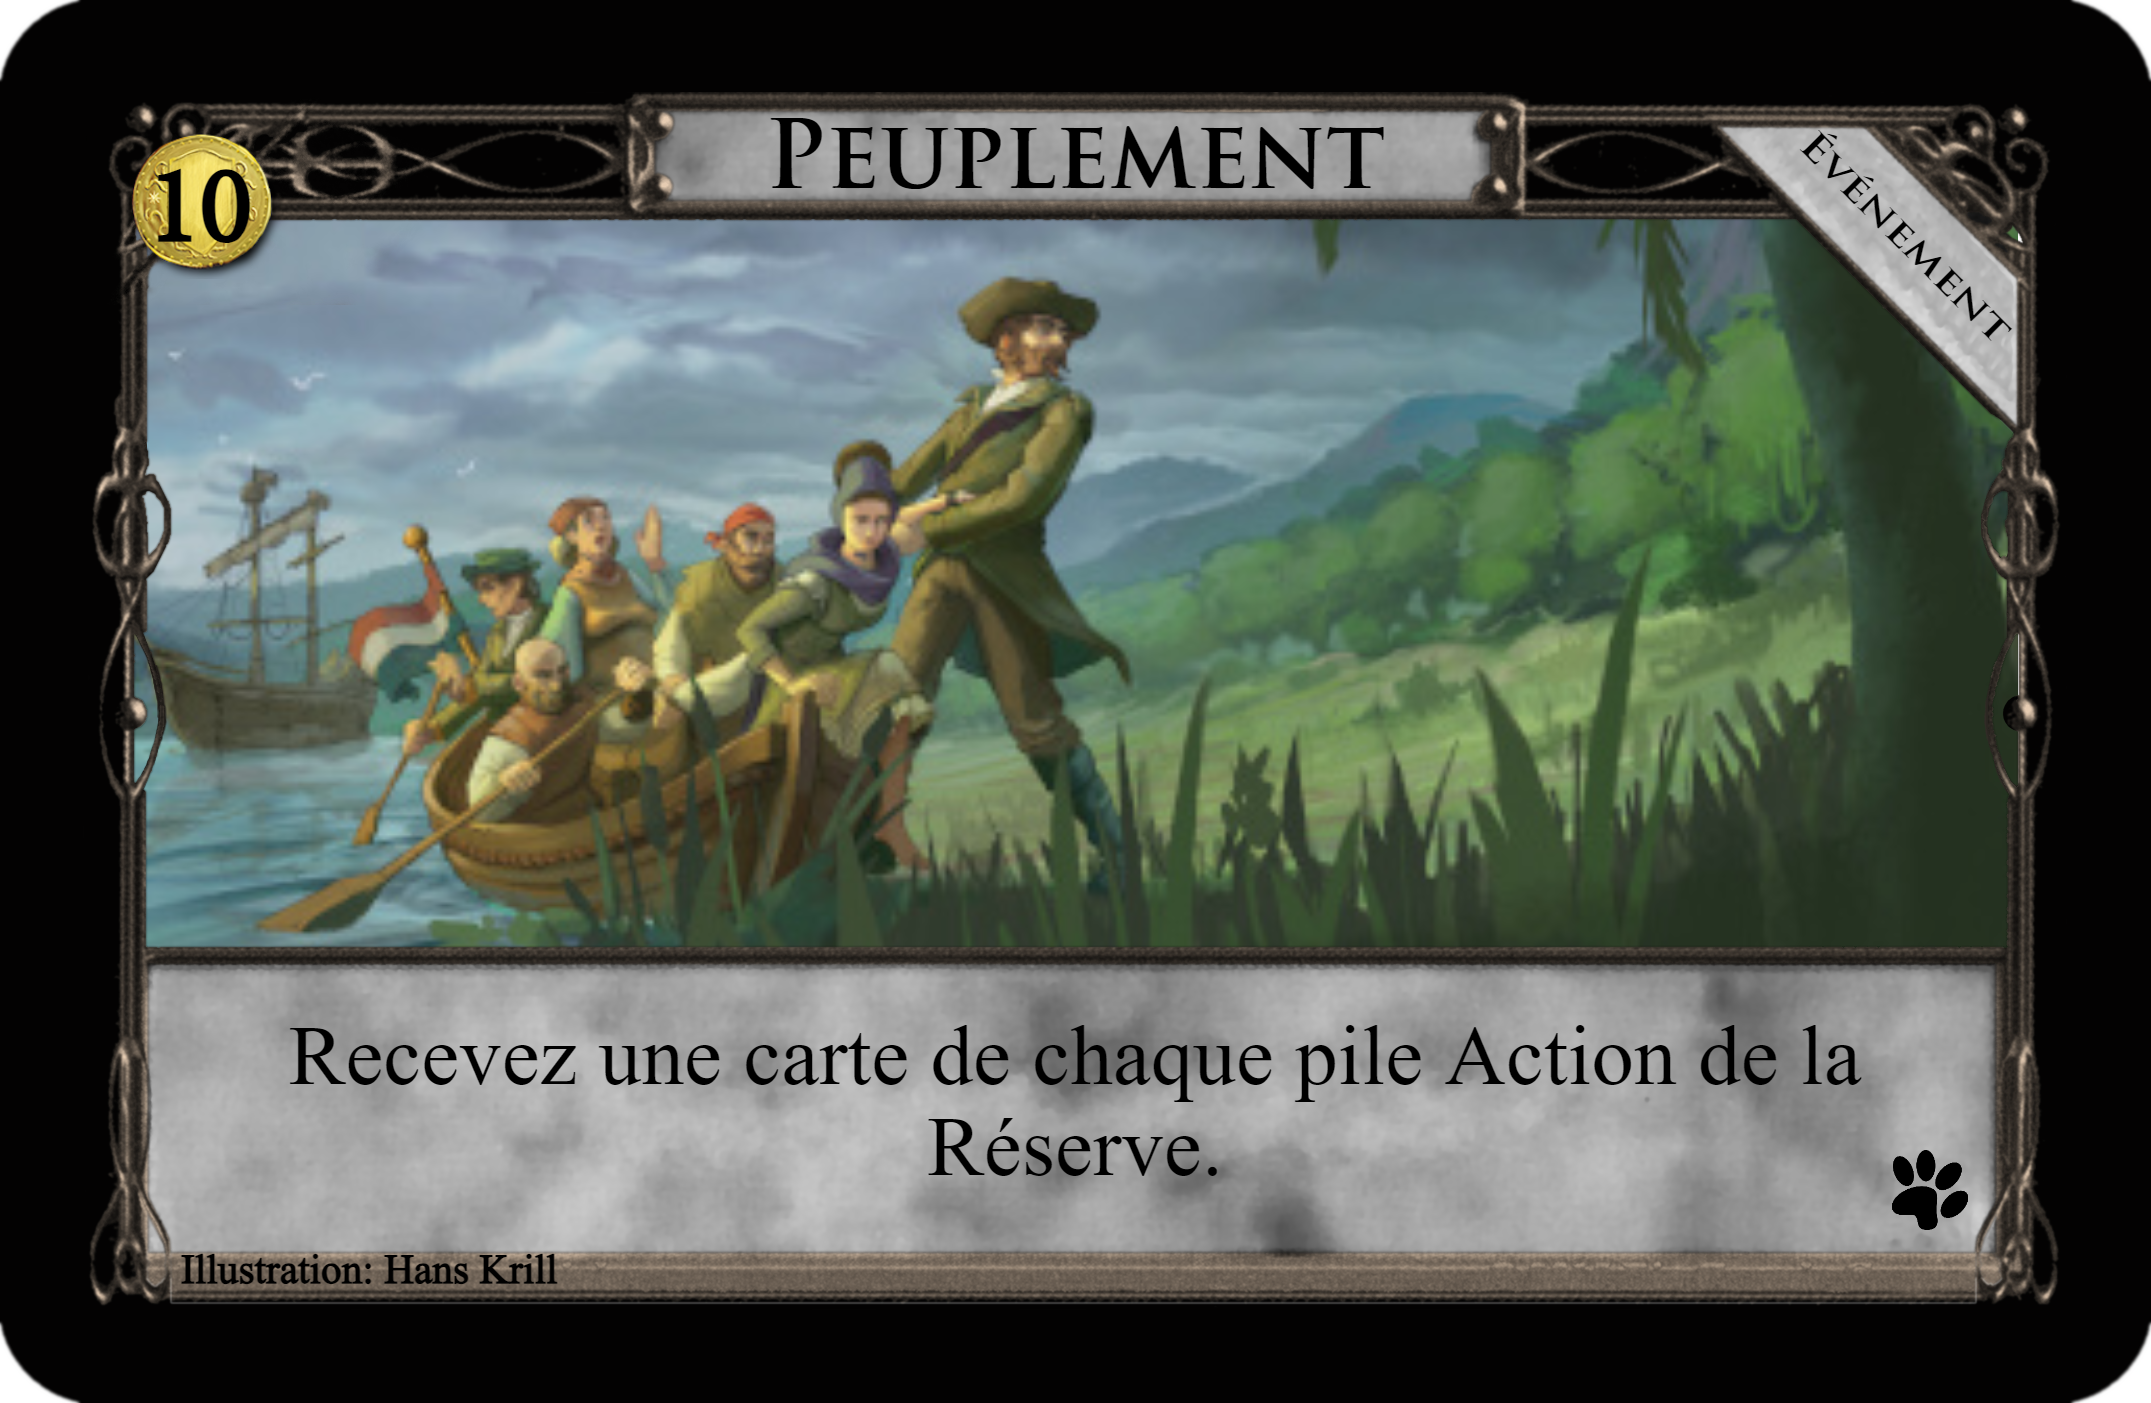 10
PEUPLEMENT
ÉVÉNEMENT
Recevez une carte de chaque pile Action de la
Réserve.
Illustration: Hans Krill